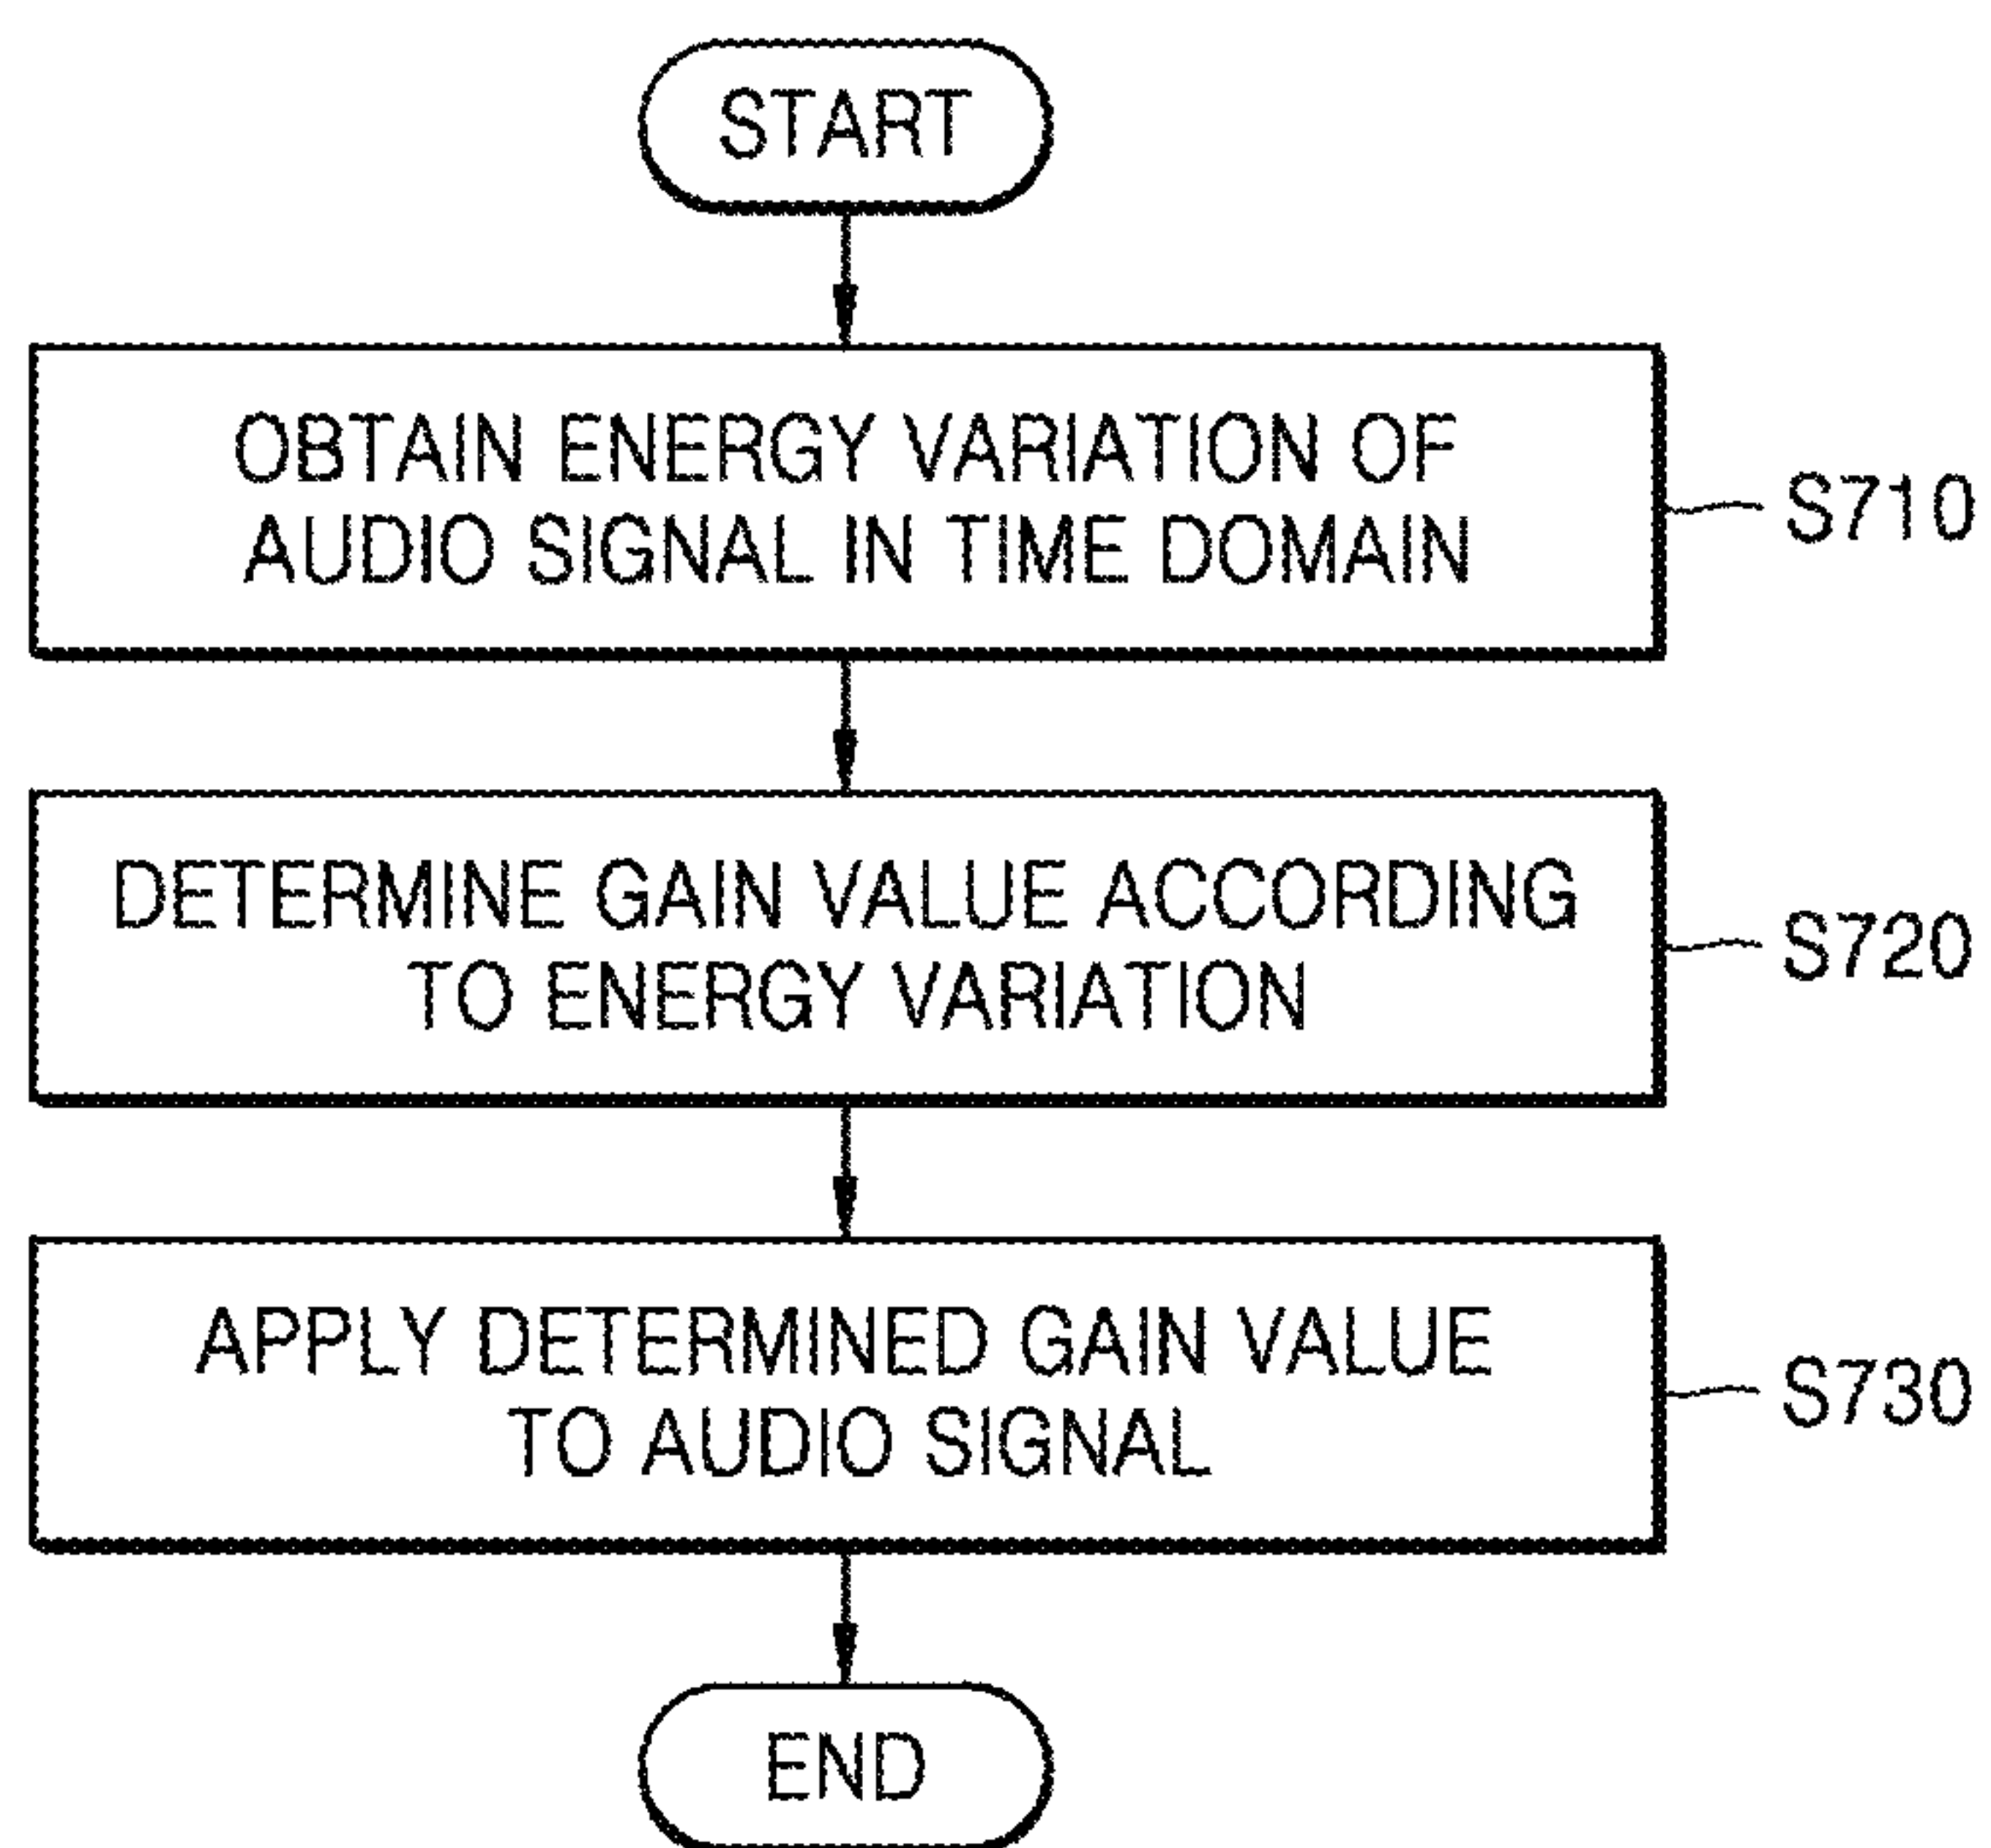 START
OBTAIN ENERGY VARIATION OF
AUDIO SIGNAL IN TIME DOMAIN
S710
DETERMINE GAIN VALUE ACCORDING
TO ENERGY VARIATION
S720
APPLY DETERMINED GAIN VALUE
TO AUDIO SIGNAL
S730
END